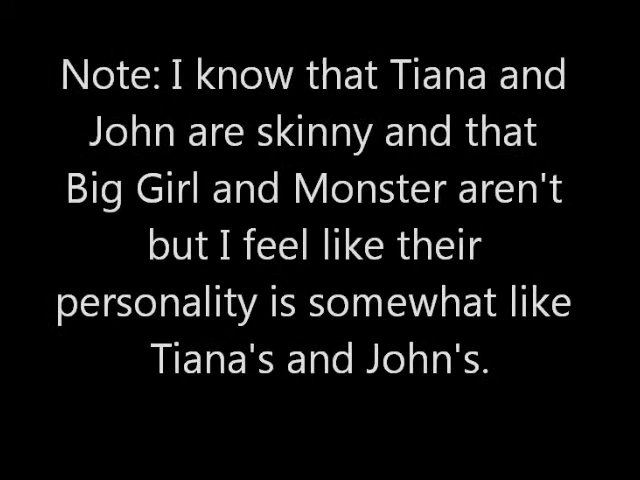 Note: I know that Tiana and
John are skinny and that
Big Girl and Monster aren't
but I feel like their
personality is somewhat like
Tiana's and John's.